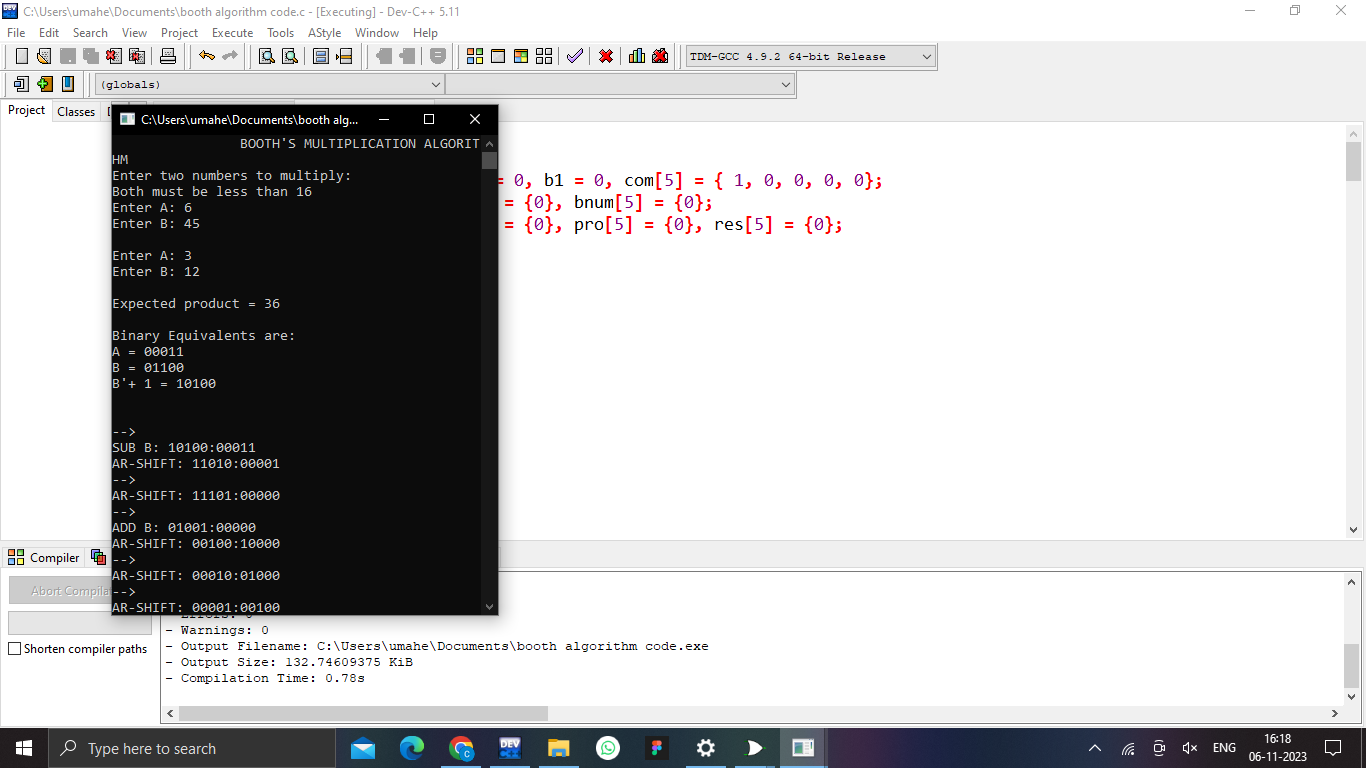 C:\Users\umahe\Documents\booth algorithm code.c - [Executing] - Dev-C++ 5.11
File Edit Search View Project Execute Tools AStyle Window Help
TDM-GCC 4.9.2 64-bit Release
(globals)
Project Classes
C:\Users\umahe\Documents\booth alg...
BOOTH'S MULTIPLICATION ALGORIT
HM
Enter two numbers to multiply:
Both must be less than 16
Enter A: 6
Enter B: 45
Enter A: 3
Enter B: 12
Expected product = 36
Binary Equivalents are:
A = 00011
B = 01100
B'+ 1 = 10100
-->
SUB B: 10100:00011
AR-SHIFT: 11010:00001
-->
AR-SHIFT: 11101:00000
-->
ADD B: 01001:00000
AR-SHIFT: 00100:10000
-->
AR-SHIFT: 00010:01000
-->
AR-SHIFT: 00001:00100
= 0, b1 = 0, com[5] = { 1, 0, 0, 0, 0};
= {0}, bnum[5] = {0};
= {0}, pro[5] = {0}, res[5] = {0};
Compiler
Abort
Shorten compiler paths
- Errors: 0
- Warnings: 0
- Output Filename: C:\Users\umahe\Documents\booth algorithm code.exe
- Output Size: 132.74609375 KiB
- Compilation Time: 0.78s
Type here to search
DEV
ENG
16:18
06-11-2023